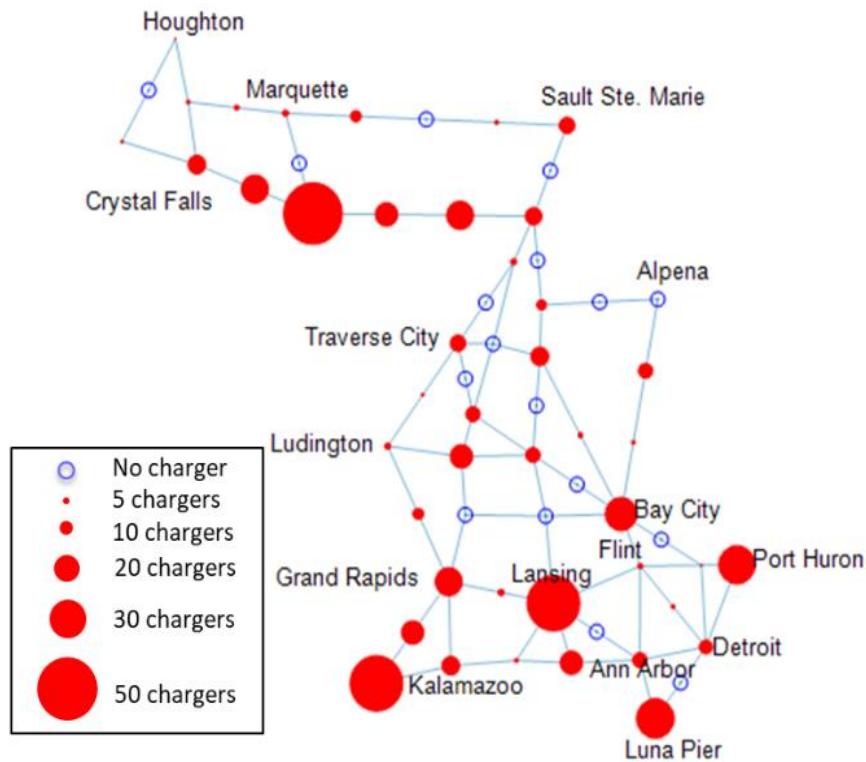 Houghton
Marquette
Sault Ste. Marie
Crystal Falls
Alpena
Traverse City
Ludington
No charger
5 chargers
10 chargers
20 chargers
30 chargers
50 chargers
Bay City
Flint
Port Huron
Grand Rapids
Lansing
Detroit
Ann Arbor
Kalamazoo
Luna Pier